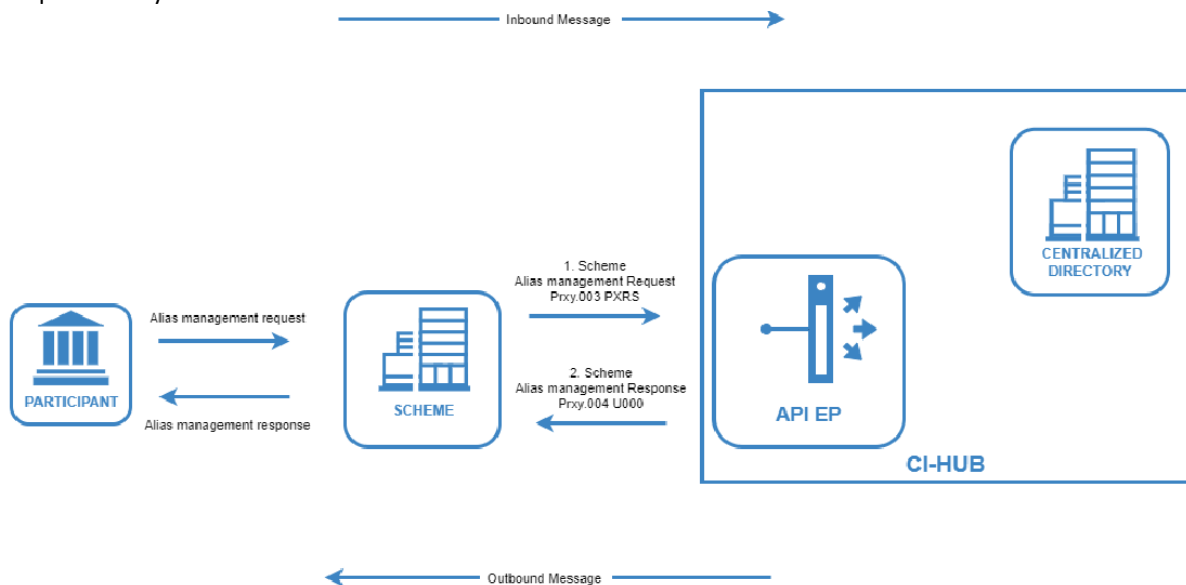 Inbound Message
CENTRALIZED
DIRECTORY
1. Scheme
Alias management Request
Prxy.003 PXRS
Alias management request
2. Scheme
Alias management Response
Prxy.004 U000
PARTICIPANT
SCHEME
API EP
Alias management response
CI-HUB
Outbound Message